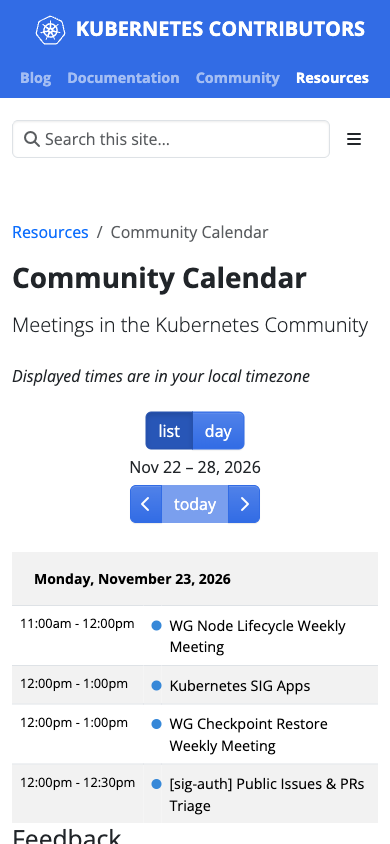 KUBERNETES CONTRIBUTORS
Blog Documentation Community Resources
Search this site...
Resources / Community Calendar
Community Calendar
Meetings in the Kubernetes Community
Displayed times are in your local timezone
list day
Nov 22 – 28, 2026
today
Monday, November 23, 2026
11:00am - 12:00pm WG Node Lifecycle Weekly
Meeting
12:00pm - 1:00pm Kubernetes SIG Apps
12:00pm - 1:00pm WG Checkpoint Restore
Weekly Meeting
12:00pm - 12:30pm [sig-auth] Public Issues & PRs
Triage
Feedback